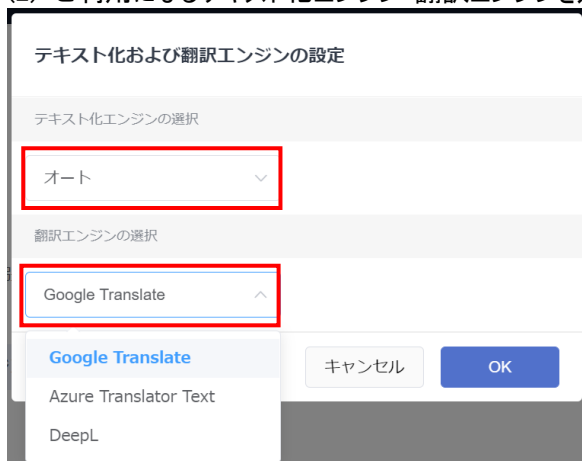 テキスト化および翻訳エンジンの設定
テキスト化エンジンの選択
オート
翻訳エンジンの選択
Google Translate
Google Translate
Azure Translator Text
DeepL
キャンセル
OK